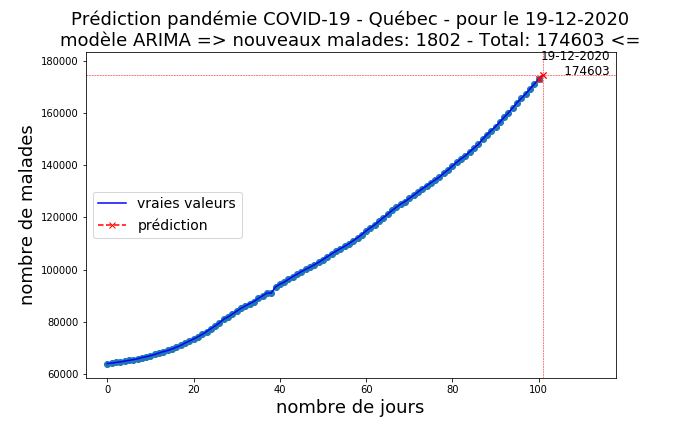 Prédiction pandémie COVID-19 - Québec - pour le 19-12-2020
modèle ARIMA => nouveaux malades: 1802 - Total: 174603 <=
19-12-2020
174603
180000
160000
140000
120000
100000
80000
60000
nombre de malades
vraies valeurs
prédiction
0 20 40 60 80 100
nombre de jours